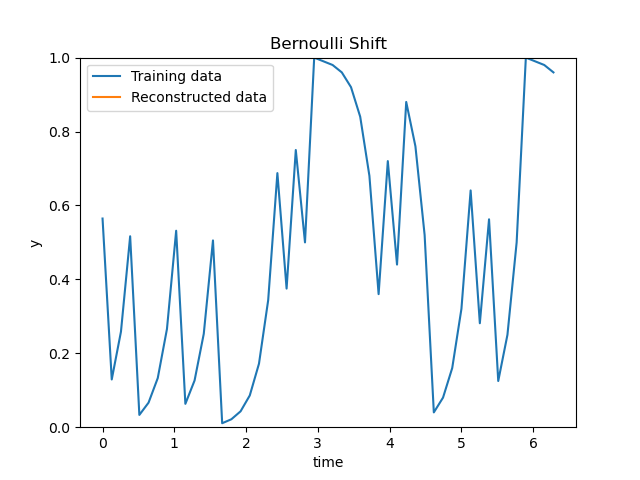 Bernoulli Shift
Training data
Reconstructed data
1.0
0.8
0.6
0.4
0.2
0.0
y
0 1 2 3 4 5 6
time